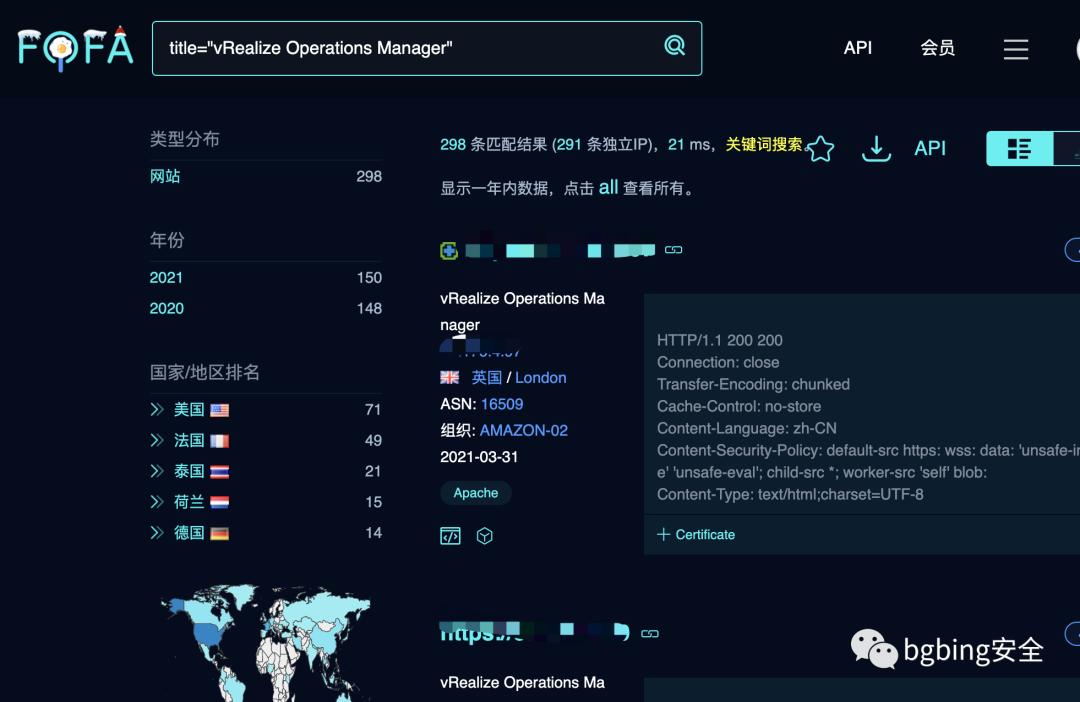 FOFA
title="vRealize Operations Manager"
API
会员
类型分布
网站 298
年份
2021 150
2020 148
国家/地区排名
美国 71
法国 49
泰国 21
荷兰 15
德国 14
298 条匹配结果 (291 条独立IP)，21 ms，关键词搜索。
API
显示一年内数据，点击 all 查看所有。
vRealize Operations Ma
nager
英国 / London
ASN: 16509
组织: AMAZON-02
2021-03-31
Apache
HTTP/1.1 200 200
Connection: close
Transfer-Encoding: chunked
Cache-Control: no-store
Content-Language: zh-CN
Content-Security-Policy: default-src https: wss: data: 'unsafe-in
e' 'unsafe-eval'; child-src *; worker-src 'self' blob:
Content-Type: text/html;charset=UTF-8
Certificate
vRealize Operations Ma
bgbing安全